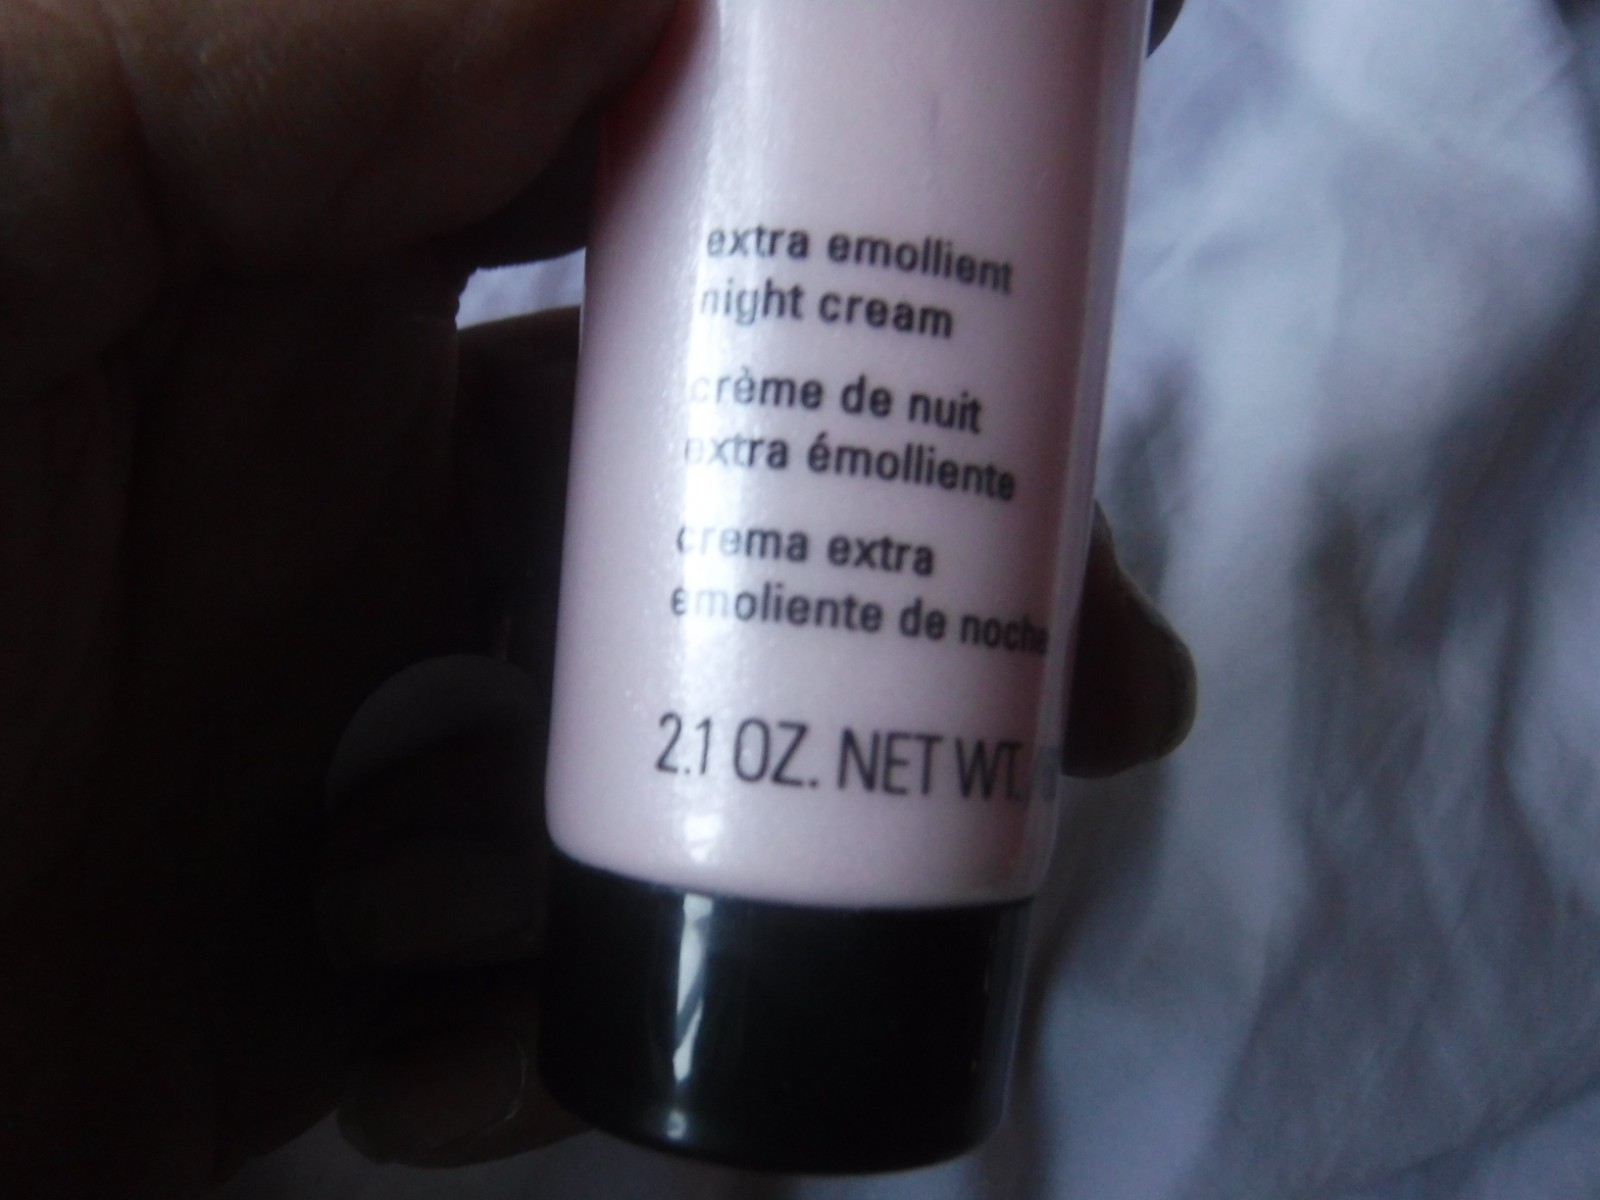 extra emollient
night cream
crème de nuit
extra émolliente
crema extra
emoliente de noche
2.1 OZ. NET WT.